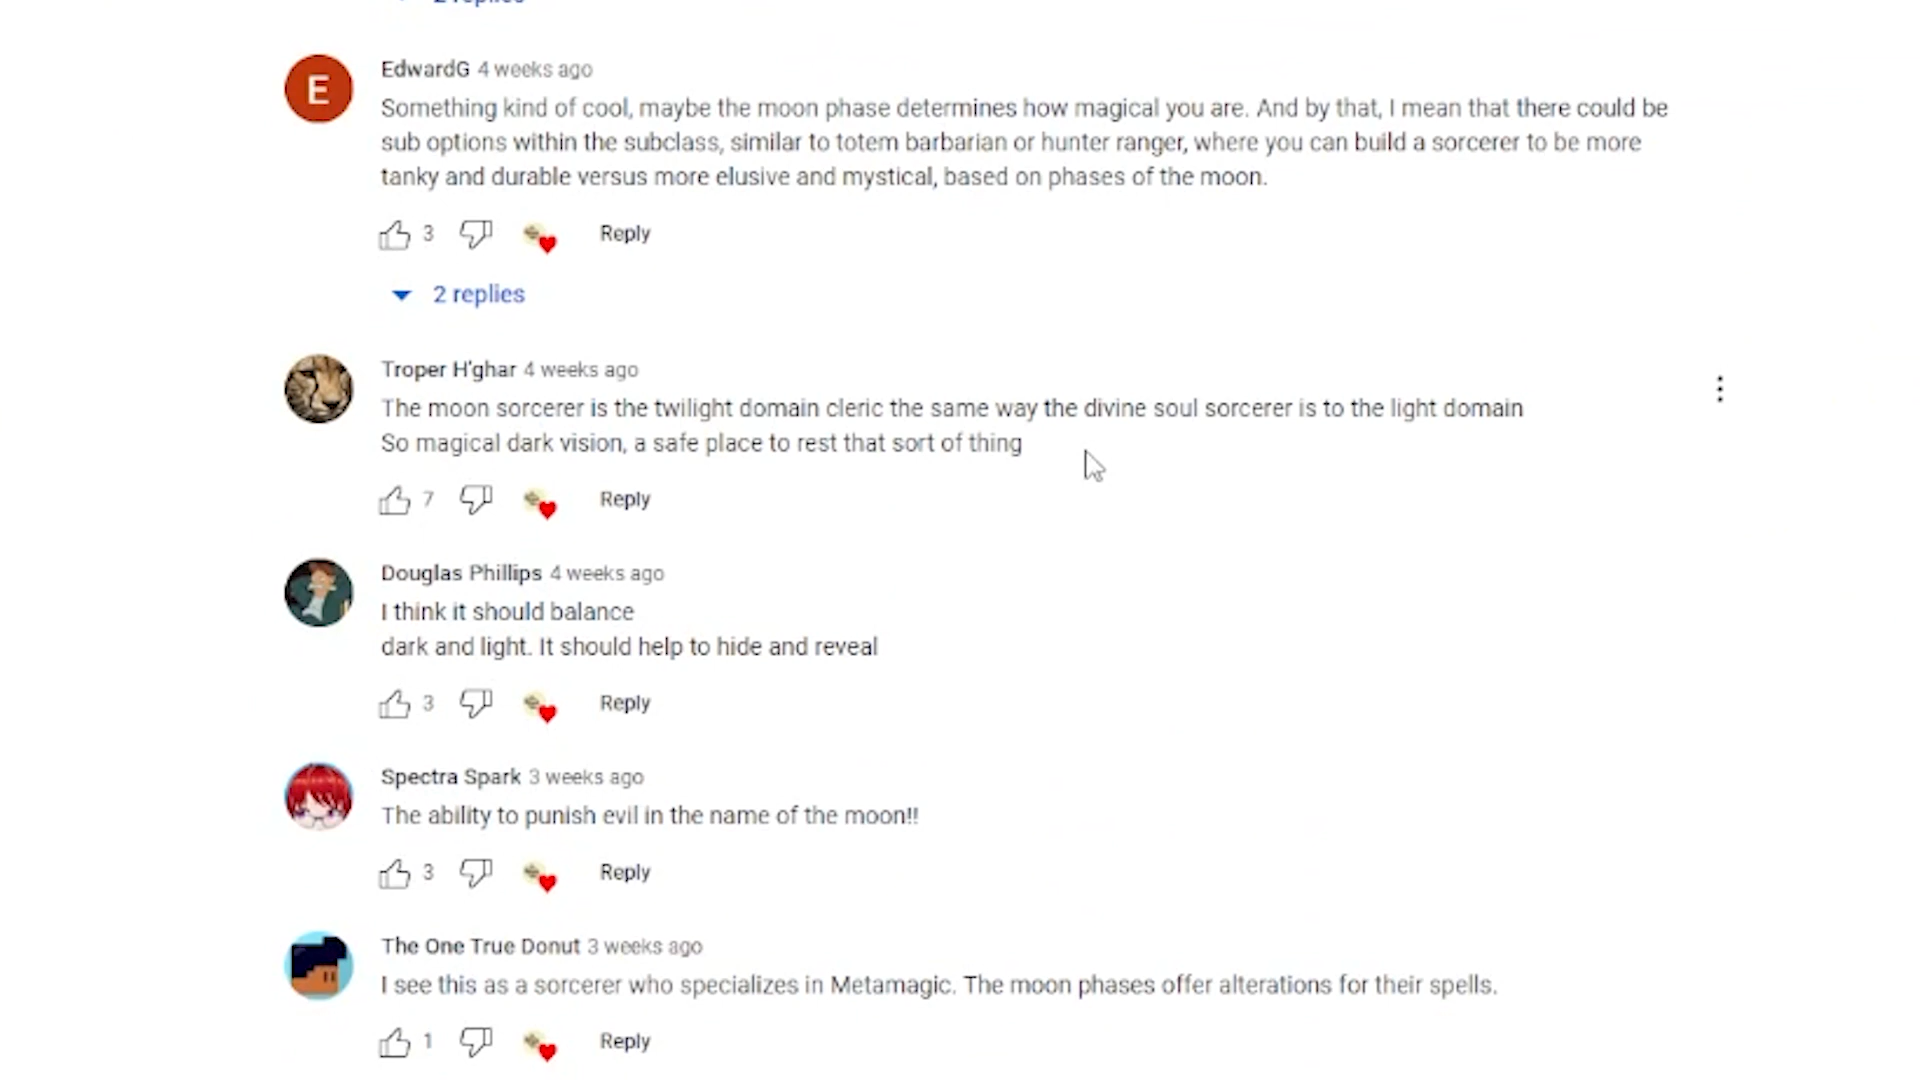 2 replies
E
EdwardG 4 weeks ago
Something kind of cool, maybe the moon phase determines how magical you are. And by that, I mean that there could be
sub options within the subclass, similar to totem barbarian or hunter ranger, where you can build a sorcerer to be more
tanky and durable versus more elusive and mystical, based on phases of the moon.
3 Reply
2 replies
Troper H'ghar 4 weeks ago
The moon sorcerer is the twilight domain cleric the same way the divine soul sorcerer is to the light domain
So magical dark vision, a safe place to rest that sort of thing
7 Reply
Douglas Phillips 4 weeks ago
I think it should balance
dark and light. It should help to hide and reveal
3 Reply
Spectra Spark 3 weeks ago
The ability to punish evil in the name of the moon!!
3 Reply
The One True Donut 3 weeks ago
I see this as a sorcerer who specializes in Metamagic. The moon phases offer alterations for their spells.
1 Reply